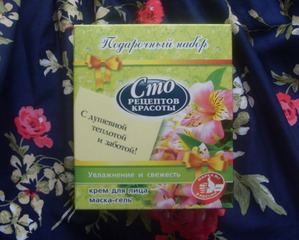 Подарочный набор
Сто
РЕЦЕПТОВ
КРАСОТЫ
С душевной
теплотой
и заботой!
Увлажнение и свежесть
крем для лица
маска-гель